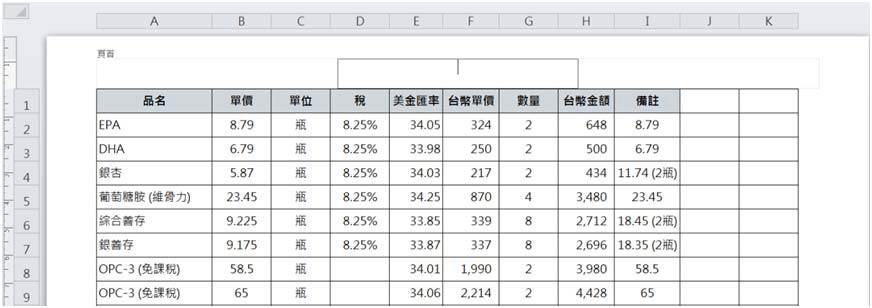 A B C D E F G H I J K
頁首
1 品名 單價 單位 稅 美金匯率 台幣單價 數量 台幣金額 備註
2 EPA 8.79 瓶 8.25% 34.05 324 2 648 8.79
3 DHA 6.79 瓶 8.25% 33.98 250 2 500 6.79
4 銀杏 5.87 瓶 8.25% 34.03 217 2 434 11.74 (2瓶)
5 葡萄糖胺 (維骨力) 23.45 瓶 8.25% 34.25 870 4 3,480 23.45
6 綜合善存 9.225 瓶 8.25% 33.85 339 8 2,712 18.45 (2瓶)
7 銀善存 9.175 瓶 8.25% 33.87 337 8 2,696 18.35 (2瓶)
8 OPC-3 (免課稅) 58.5 瓶 34.01 1,990 2 3,980 58.5
9 OPC-3 (免課稅) 65 瓶 34.06 2,214 2 4,428 65